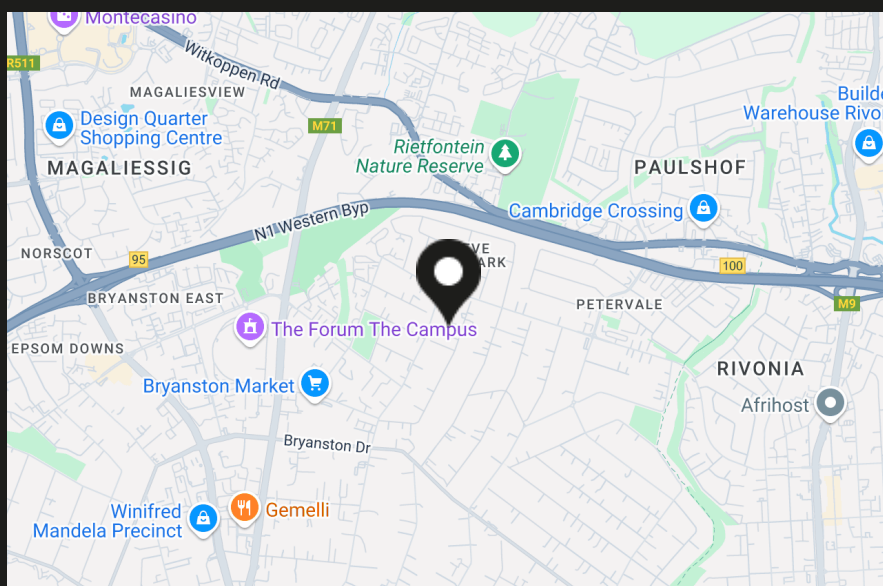 Montecasino
Witkoppen Rd
R511
MAGALIESVIEW
Design Quarter
Shopping Centre
M71
Warehouse
Rietfontein
Nature Reserve
MAGALIESSIG
PAULSHOF
Cambridge Crossing
N1 Western Byp
NORSCOT
95
100
BRYANSTON EAST
PETERVALE
M9
The Forum The Campus
EPSOM DOWNS
RIVONIA
Bryanston Market
Afrihost
Bryanston Dr
Winifred
Mandela Precinct
Gemelli